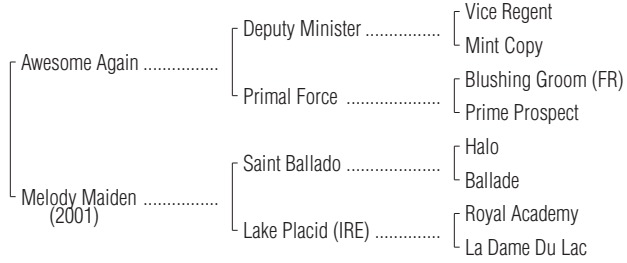 Vice Regent
Deputy Minister ..................
Mint Copy
Awesome Again ...............
Blushing Groom (FR)
Primal Force ...................
Prime Prospect
Halo
Saint Ballado ...................
Ballade
Melody Maiden ...............
(2001)
Royal Academy
Lake Placid (IRE) .............
La Dame Du Lac